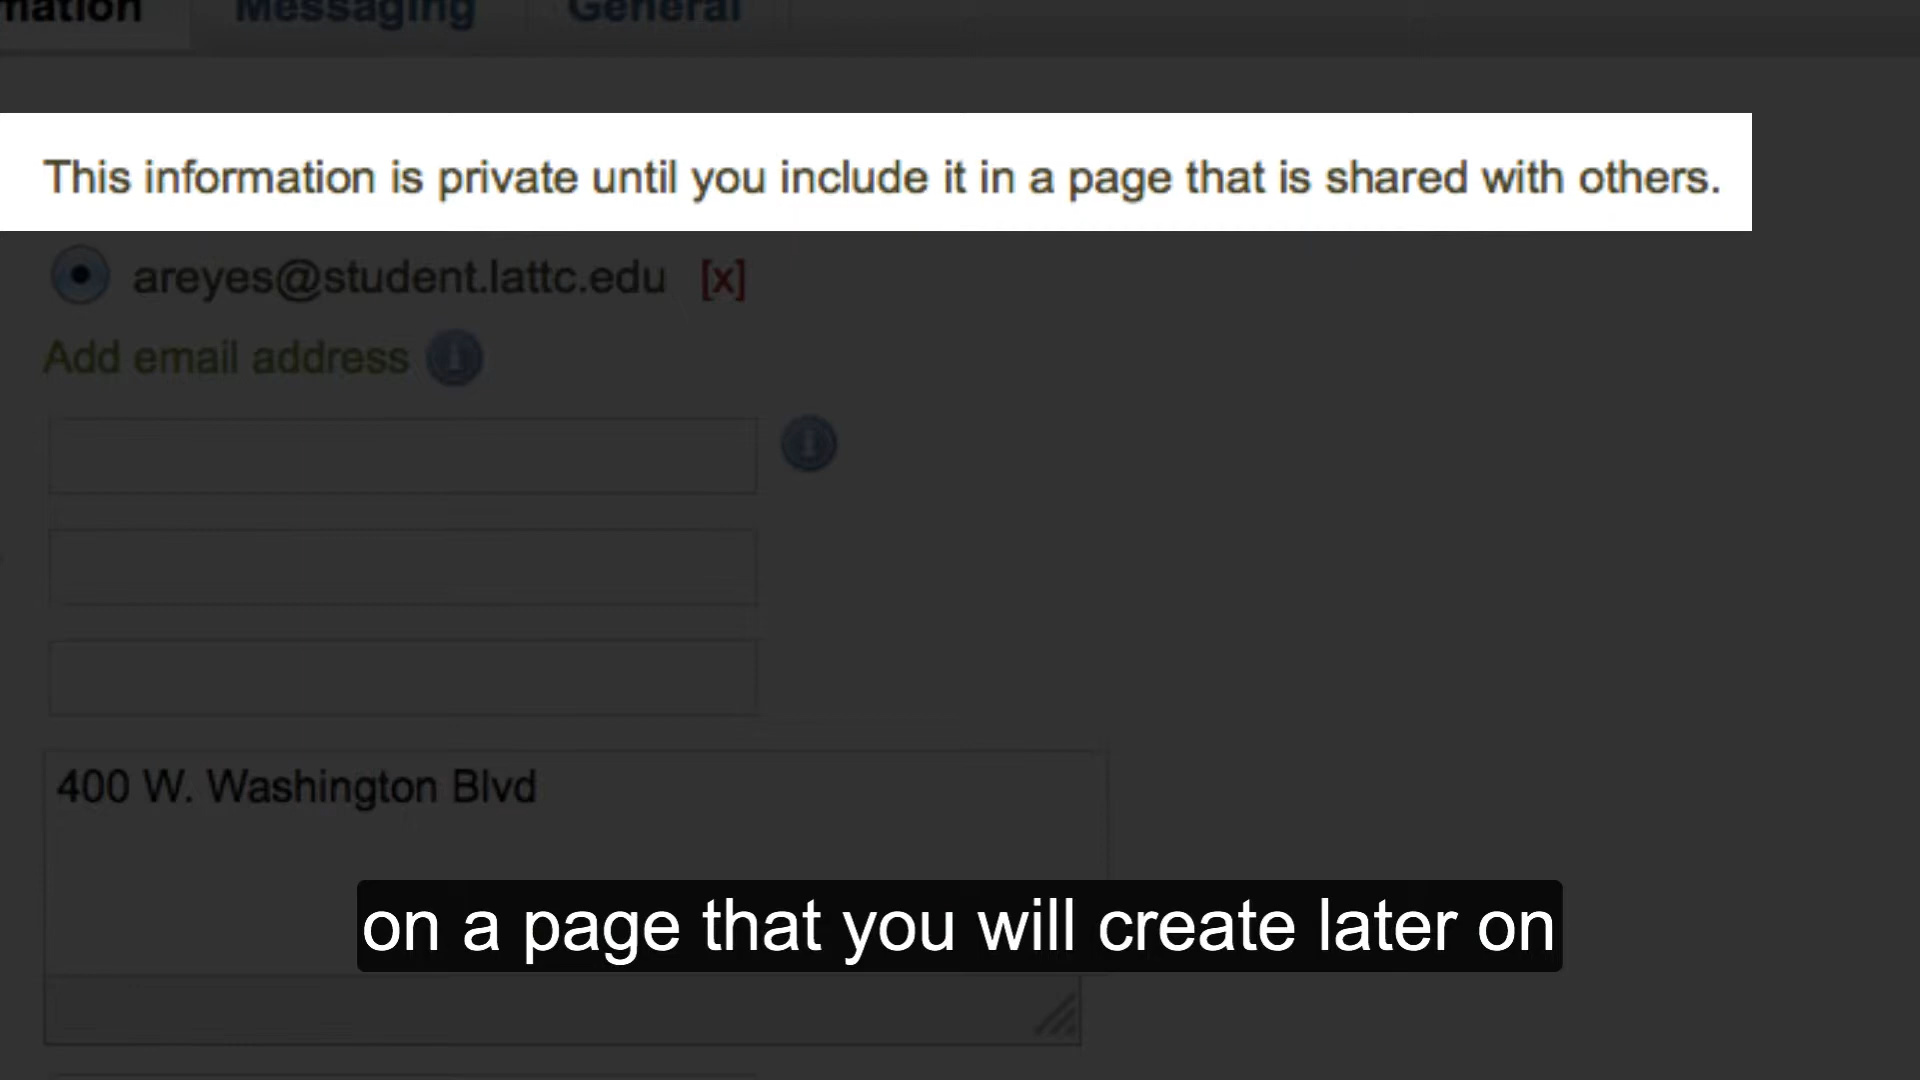 mation Messaging General
This information is private until you include it in a page that is shared with others.
areyes@student.lattc.edu [x]
Add email address
400 W. Washington Blvd
on a page that you will create later on